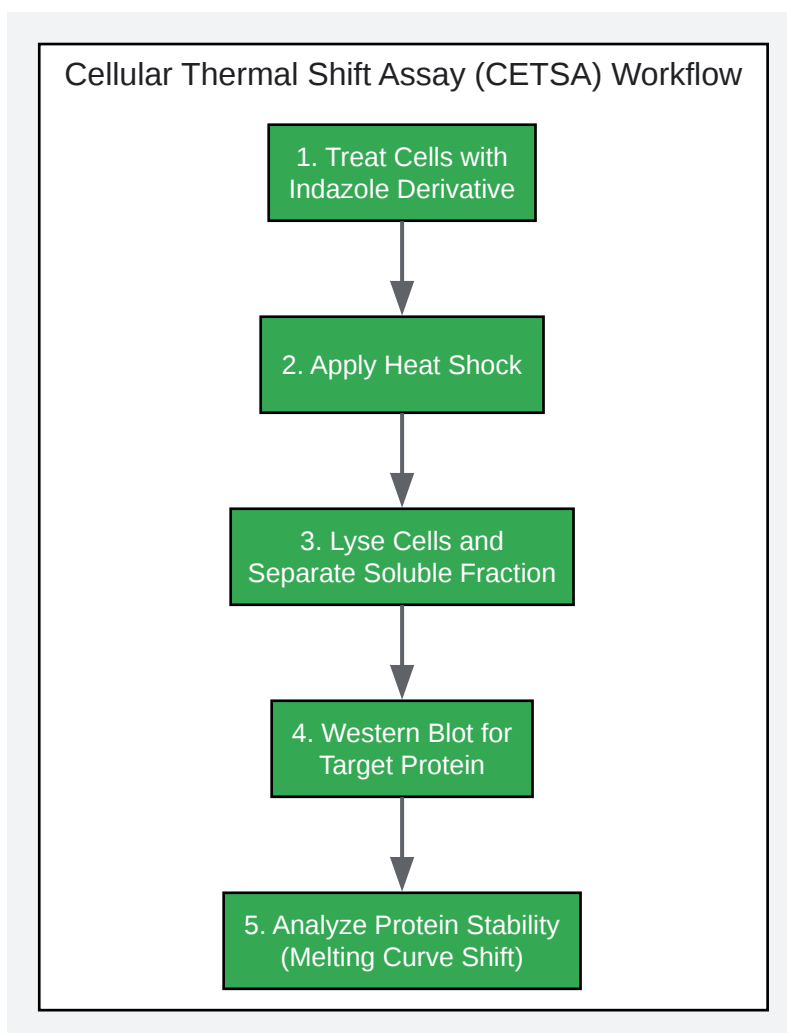 Cellular Thermal Shift Assay (CETSA) Workflow
1. Treat Cells with
Indazole Derivative
2. Apply Heat Shock
3. Lyse Cells and
Separate Soluble Fraction
4. Western Blot for
Target Protein
5. Analyze Protein Stability
(Melting Curve Shift)